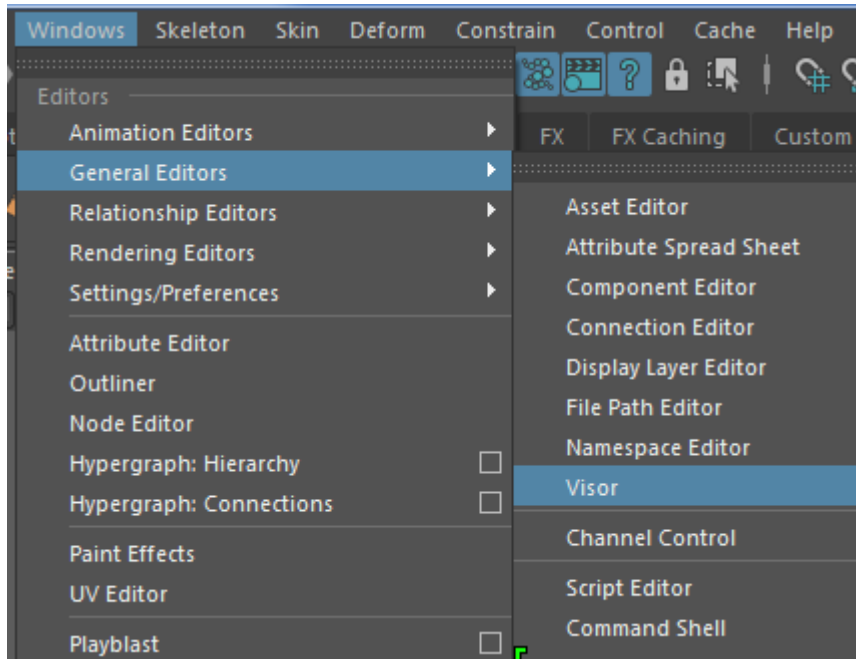 Windows Skeleton Skin Deform Constrain Control Cache Help
Editors
Animation Editors
General Editors
Relationship Editors
Rendering Editors
Settings/Preferences
Attribute Editor
Outliner
Node Editor
Hypergraph: Hierarchy
Hypergraph: Connections
Paint Effects
UV Editor
Playblast
FX FX Caching Custom
Asset Editor
Attribute Spread Sheet
Component Editor
Connection Editor
Display Layer Editor
File Path Editor
Namespace Editor
Visor
Channel Control
Script Editor
Command Shell